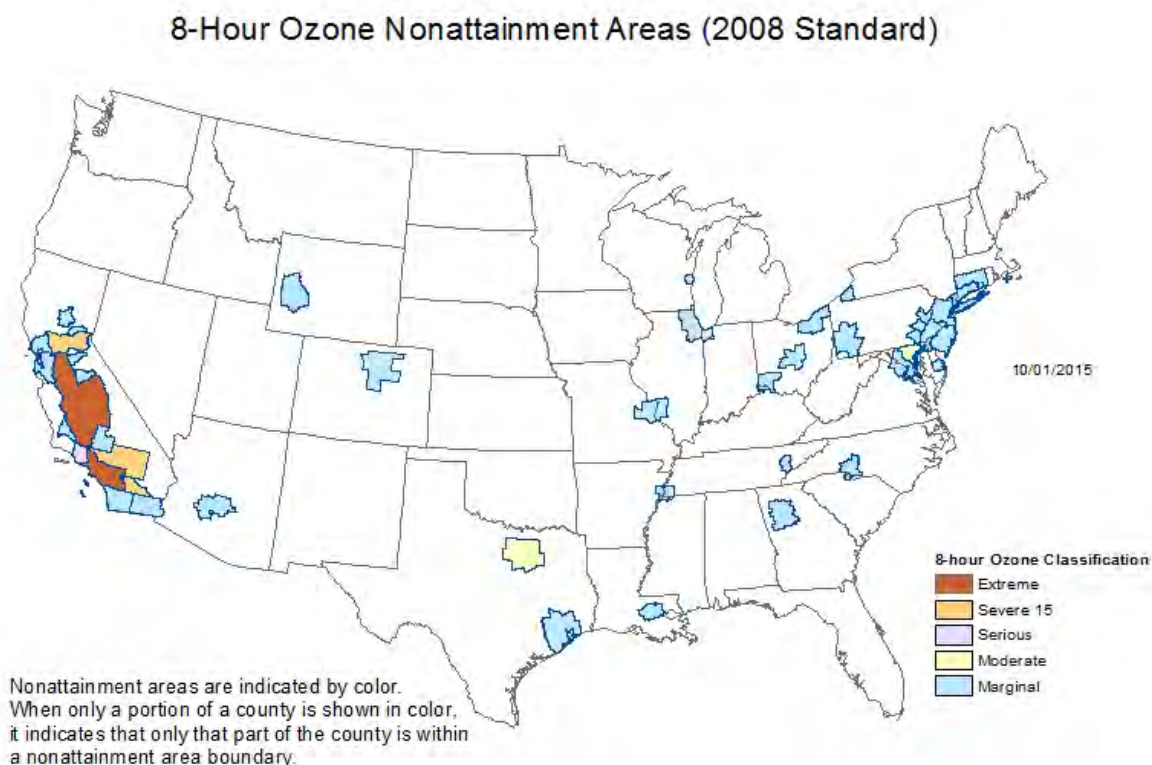 8-Hour Ozone Nonattainment Areas (2008 Standard)
10/01/2015
8-hour Ozone Classification
Extreme
Severe 15
Serious
Moderate
Marginal
Nonattainment areas are indicated by color.
When only a portion of a county is shown in color,
it indicates that only that part of the county is within
a nonattainment area boundary.